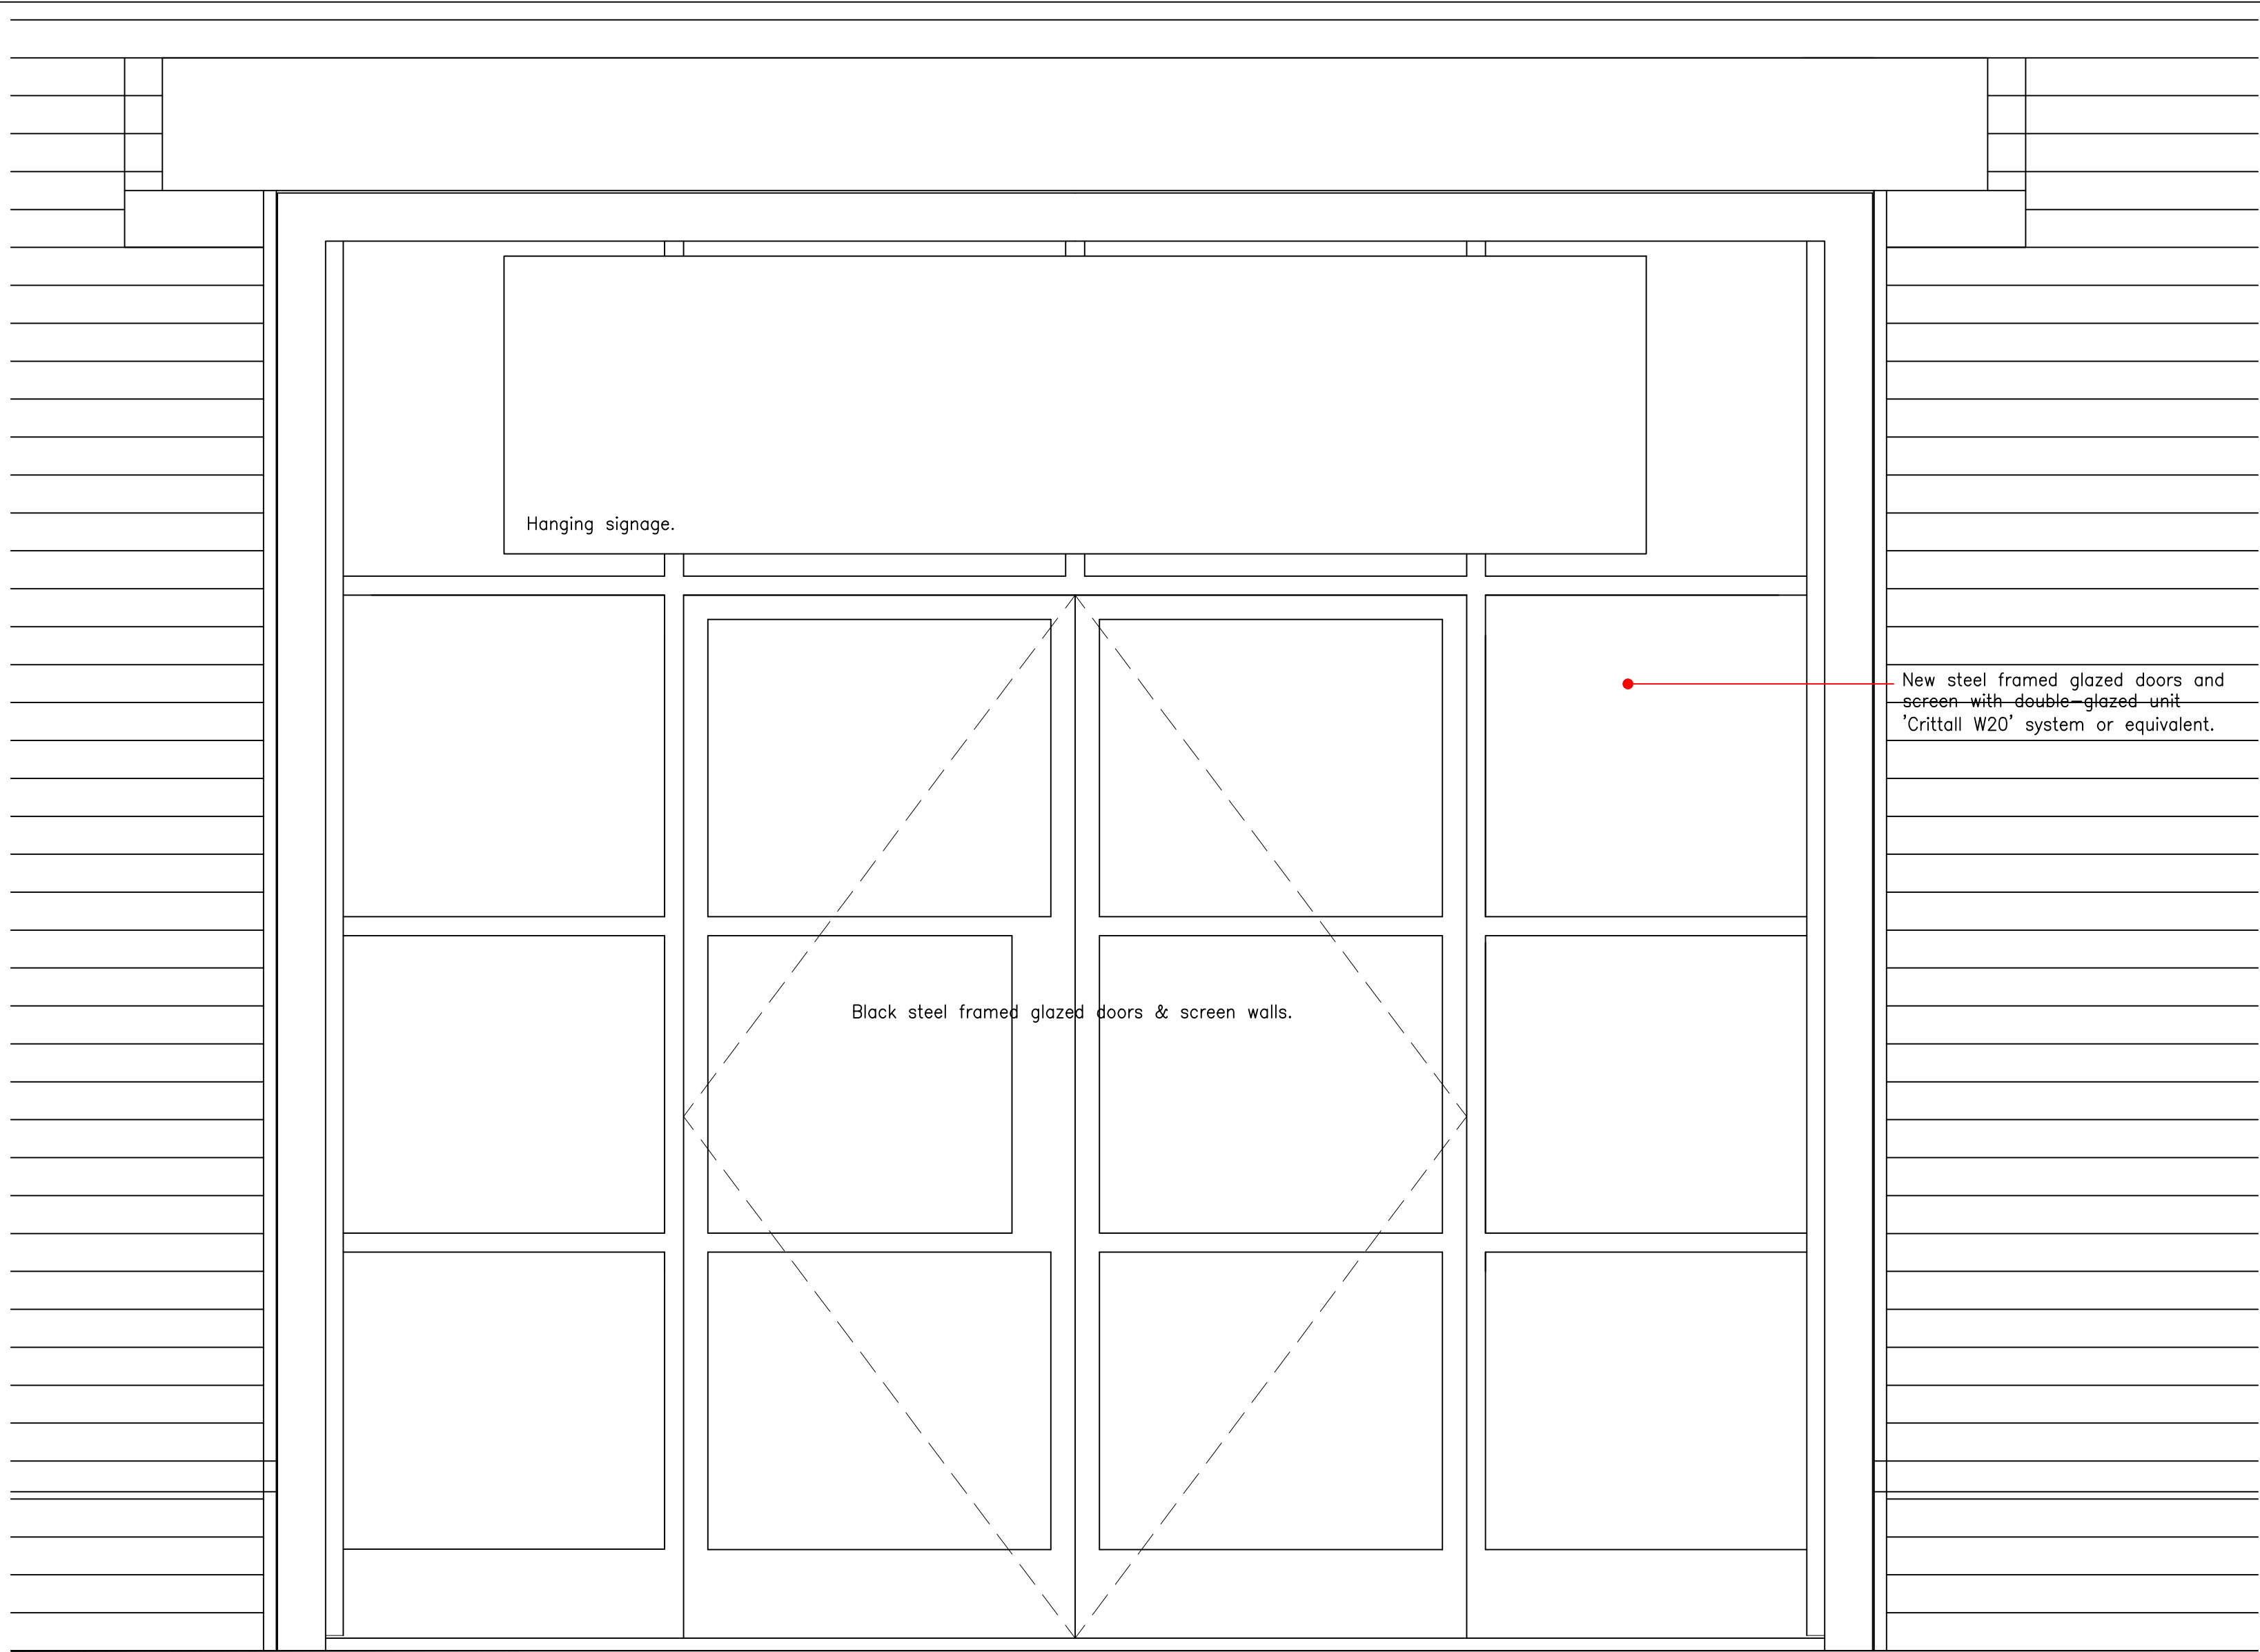 Hanging signage.
New steel framed glazed doors and
screen with double-glazed unit
'Crittall W20' system or equivalent.
Black steel framed glazed doors & screen walls.